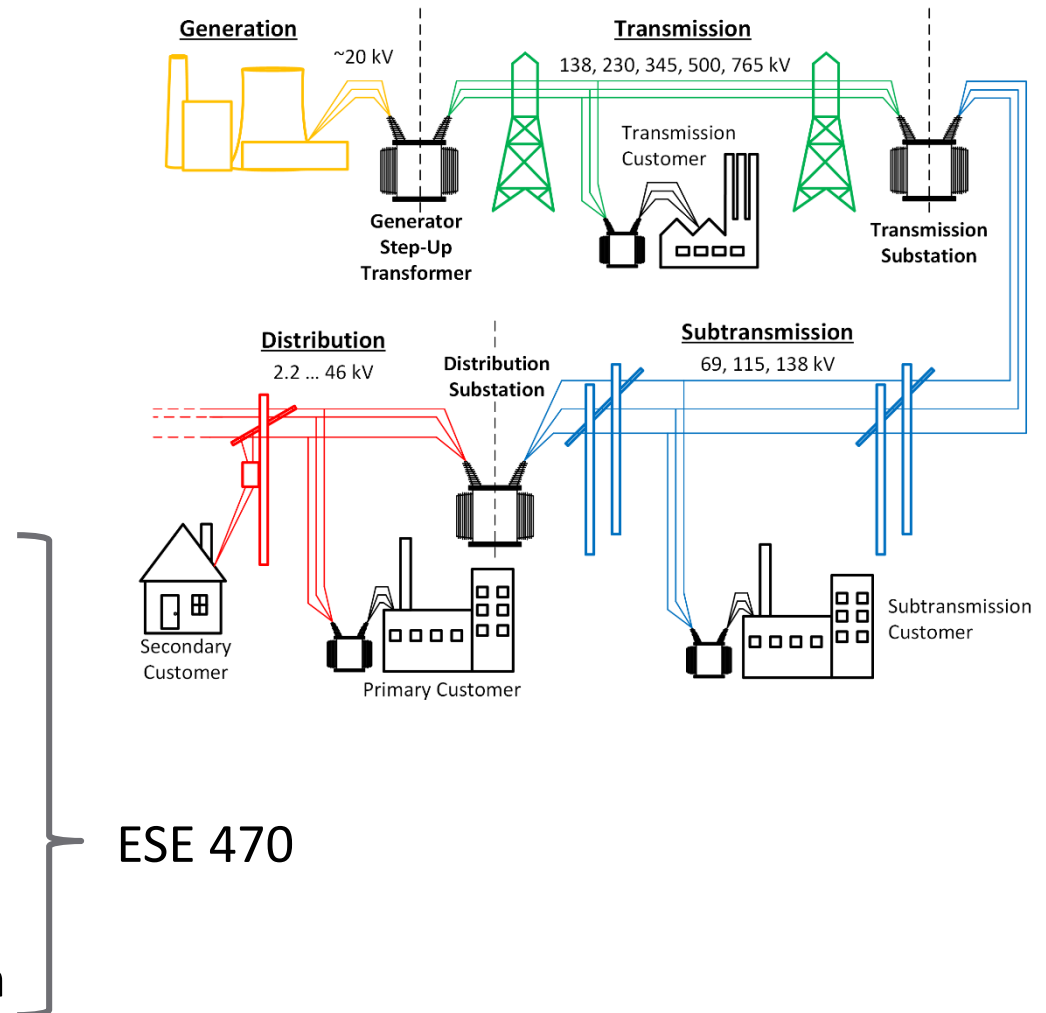 Generation
~20 kV
Generator
Step-Up
Transformer
Transmission
138, 230, 345, 500, 765 kV
Transmission
Customer
Transmission
Substation
Distribution
2.2 ... 46 kV
Distribution
Substation
Subtransmission
69, 115, 138 kV
Secondary
Customer
Primary Customer
Subtransmission
Customer
ESE 470